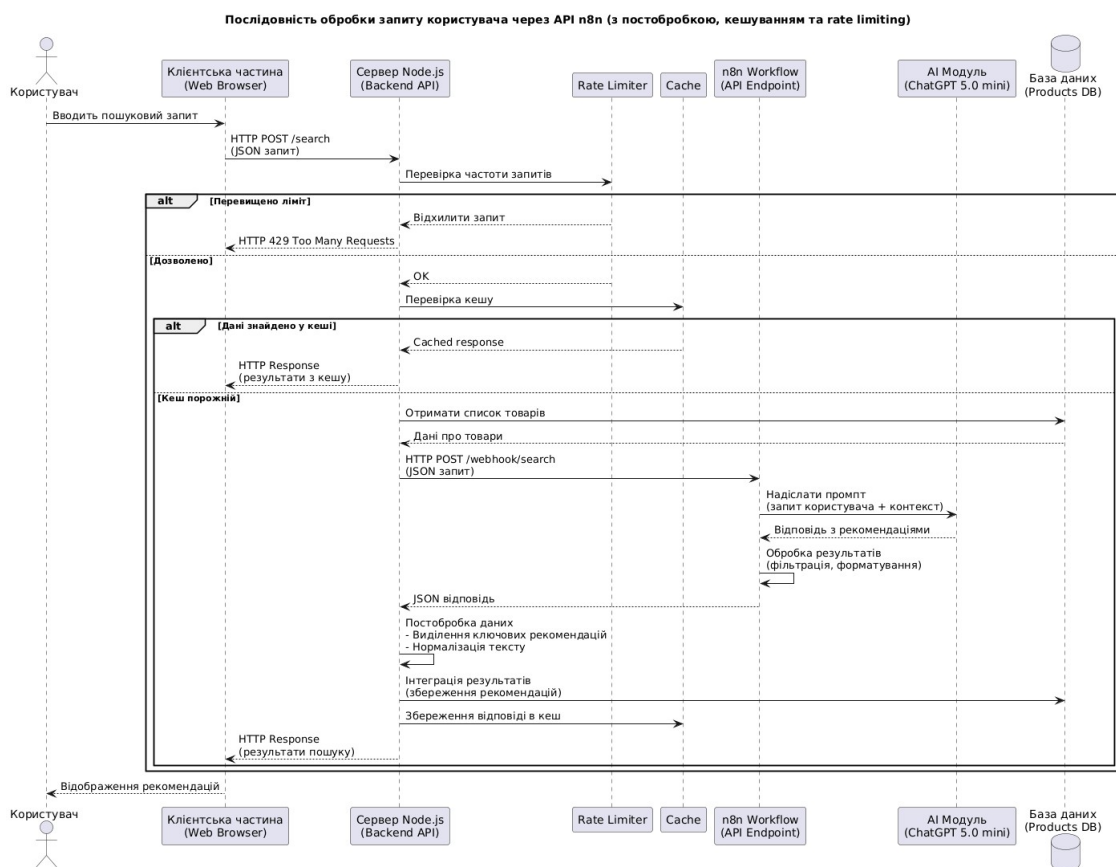 Послідовність обробки запиту користувача через API n8n (з постобробкою, кешуванням та rate limiting)
Користувач
Клієнтська частина
(Web Browser)
Сервер Node.js
(Backend API)
Rate Limiter
Cache
n8n Workflow
(API Endpoint)
AI Модуль
(ChatGPT 5.0 mini)
База даних
(Products DB)
Вводить пошуковий запит
HTTP POST /search
(JSON запит)
Перевірка частоти запитів
alt
[Перевищено ліміт]
Відхилити запит
HTTP 429 Too Many Requests
[Дозволено]
OK
Перевірка кешу
alt
[Дані знайдено у кеші]
Cached response
HTTP Response
(результати з кешу)
[Кеш порожній]
Отримати список товарів
Дані про товари
HTTP POST /webhook/search
(JSON запит)
Надіслати промпт
(запит користувача + контекст)
Відповідь з рекомендаціями
Обробка результатів
(фільтрація, форматування)
JSON відповідь
Постобробка даних
- Виділення ключових рекомендацій
- Нормалізація тексту
Інтеграція результатів
(збереження рекомендацій)
Збереження відповіді в кеш
HTTP Response
(результати пошуку)
Відображення рекомендацій
Користувач
Клієнтська частина
(Web Browser)
Сервер Node.js
(Backend API)
Rate Limiter
Cache
n8n Workflow
(API Endpoint)
AI Модуль
(ChatGPT 5.0 mini)
База даних
(Products DB)